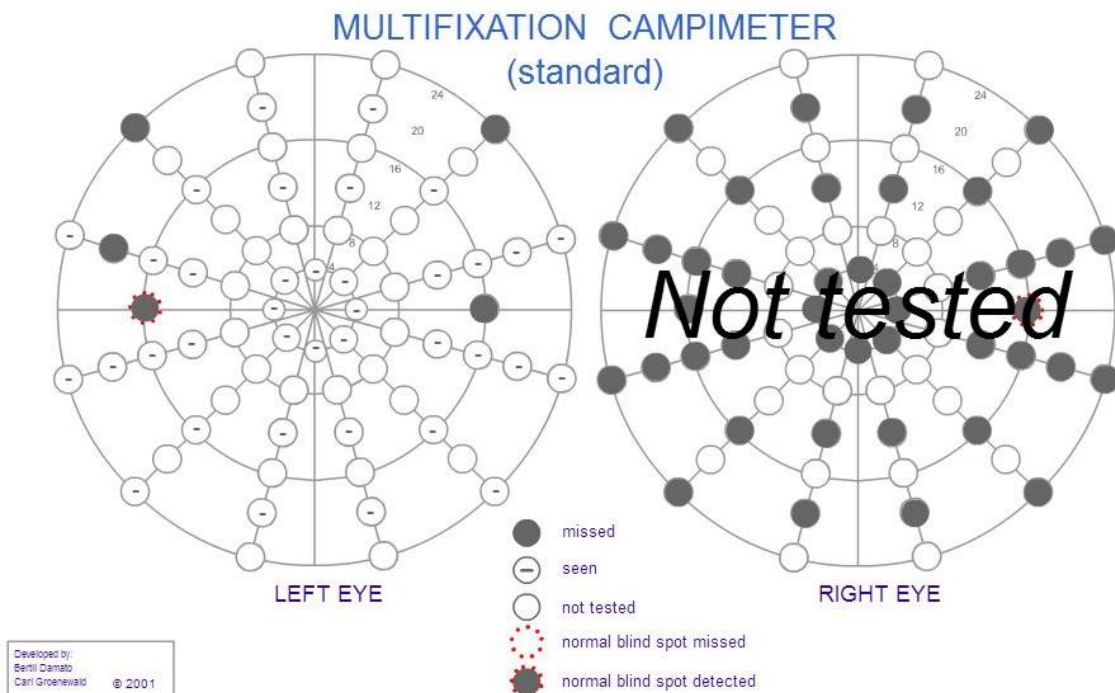 MULTIFIXATION CAMPIMETER
(standard)
24
20
16
12
8
4
24
20
16
12
8
4
Not tested
LEFT EYE
RIGHT EYE
missed
seen
not tested
normal blind spot missed
normal blind spot detected
Developed by:
Bertil Damato
Carl Groenewald © 2001